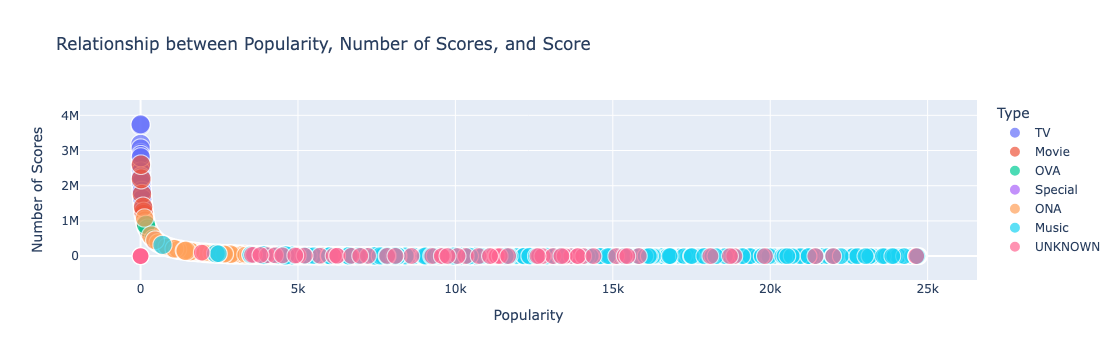 Relationship between Popularity, Number of Scores, and Score
Number of Scores
4M
3M
2M
1M
0
0
5k
10k
15k
20k
25k
Popularity
Type
TV
Movie
OVA
Special
ONA
Music
UNKNOWN